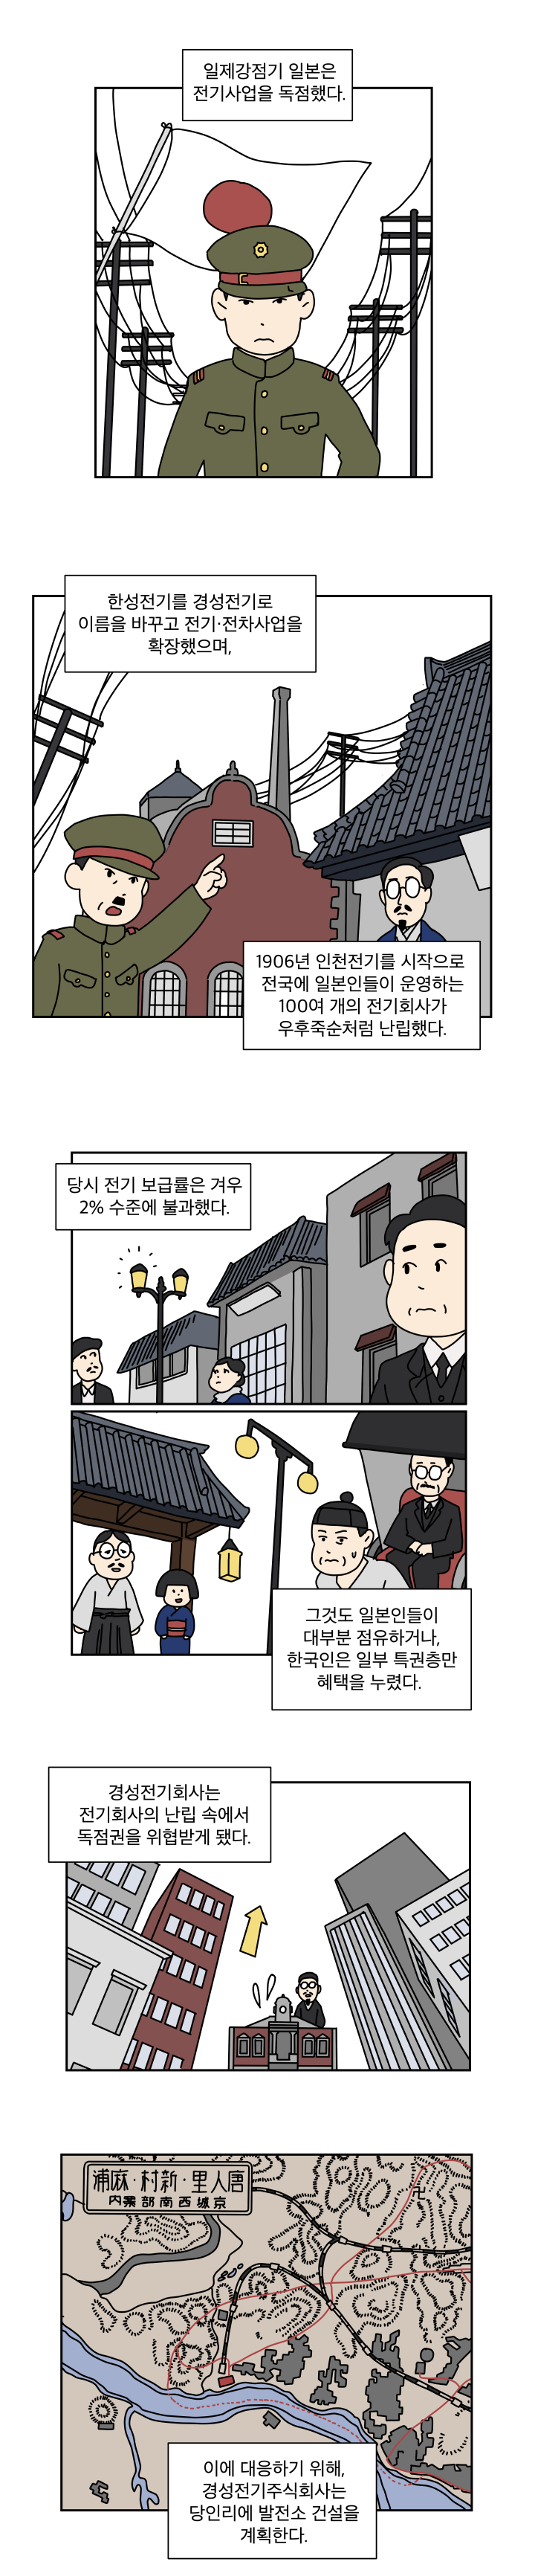 일제강점기 일본은
전기사업을 독점했다.
한성전기를 경성전기로
이름을 바꾸고 전기·전차사업을
확장했으며,
1906년 인천전기를 시작으로
전국에 일본인들이 운영하는
100여 개의 전기회사가
우후죽순처럼 난립했다.
당시 전기 보급률은 겨우
2% 수준에 불과했다.
그것도 일본인들이
대부분 점유하거나,
한국인은 일부 특권층만
혜택을 누렸다.
경성전기회사는
전기회사의 난립 속에서
독점권을 위협받게 됐다.
浦麻·村新·里人唐
內案部南西城京
이에 대응하기 위해,
경성전기주식회사는
당인리에 발전소 건설을
계획한다.